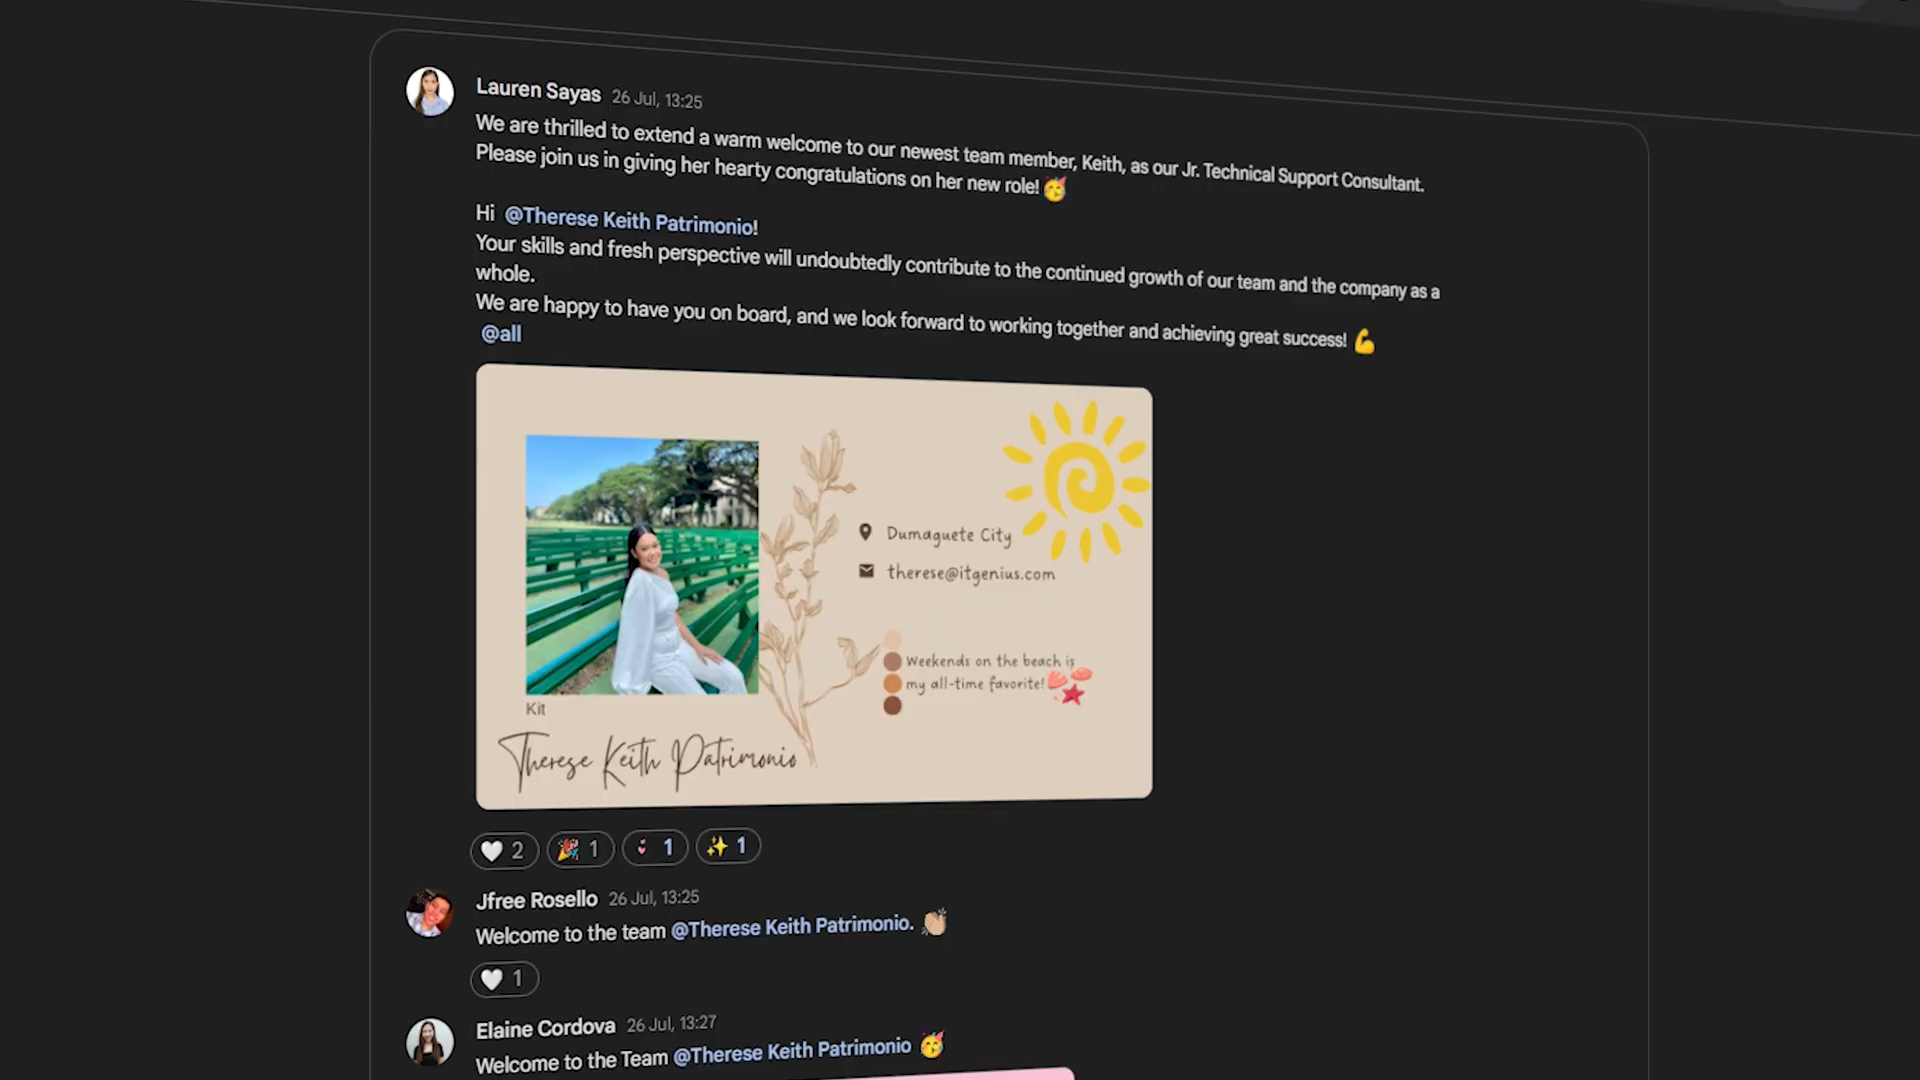 Lauren Sayas 26 Jul, 13:25
We are thrilled to extend a warm welcome to our newest team member, Keith, as our Jr. Technical Support Consultant.
Please join us in giving her hearty congratulations on her new role! 🥳
Hi @Therese Keith Patrimonio!
Your skills and fresh perspective will undoubtedly contribute to the continued growth of our team and the company as a
whole.
We are happy to have you on board, and we look forward to working together and achieving great success! 💪
@all
Dumaguete City
therese@itgenius.com
Weekends on the beach is
my all-time favorite!
Kit
Therese Keith Patrimonio
🤍 2 🎉 1 1 ✨ 1
Jfree Rosello 26 Jul, 13:25
Welcome to the team @Therese Keith Patrimonio. 👏🏼
🤍 1
Elaine Cordova 26 Jul, 13:27
Welcome to the Team @Therese Keith Patrimonio 🥳